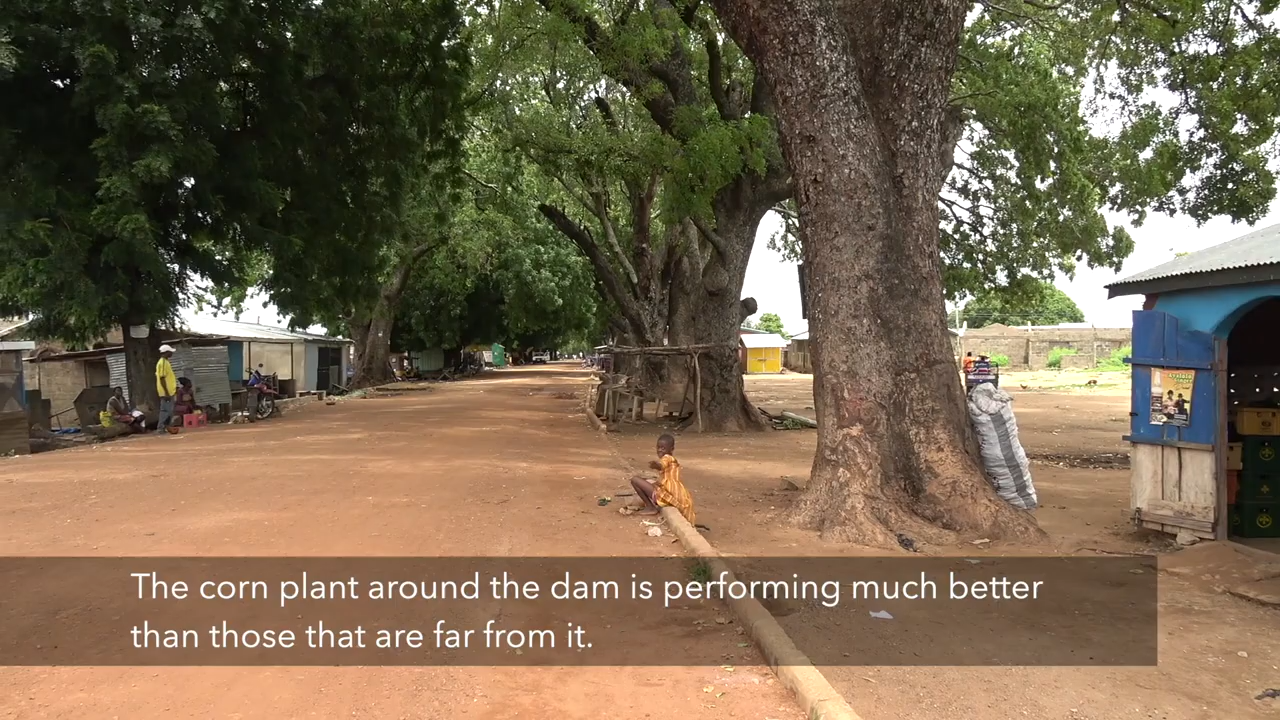 The corn plant around the dam is performing much better
than those that are far from it.